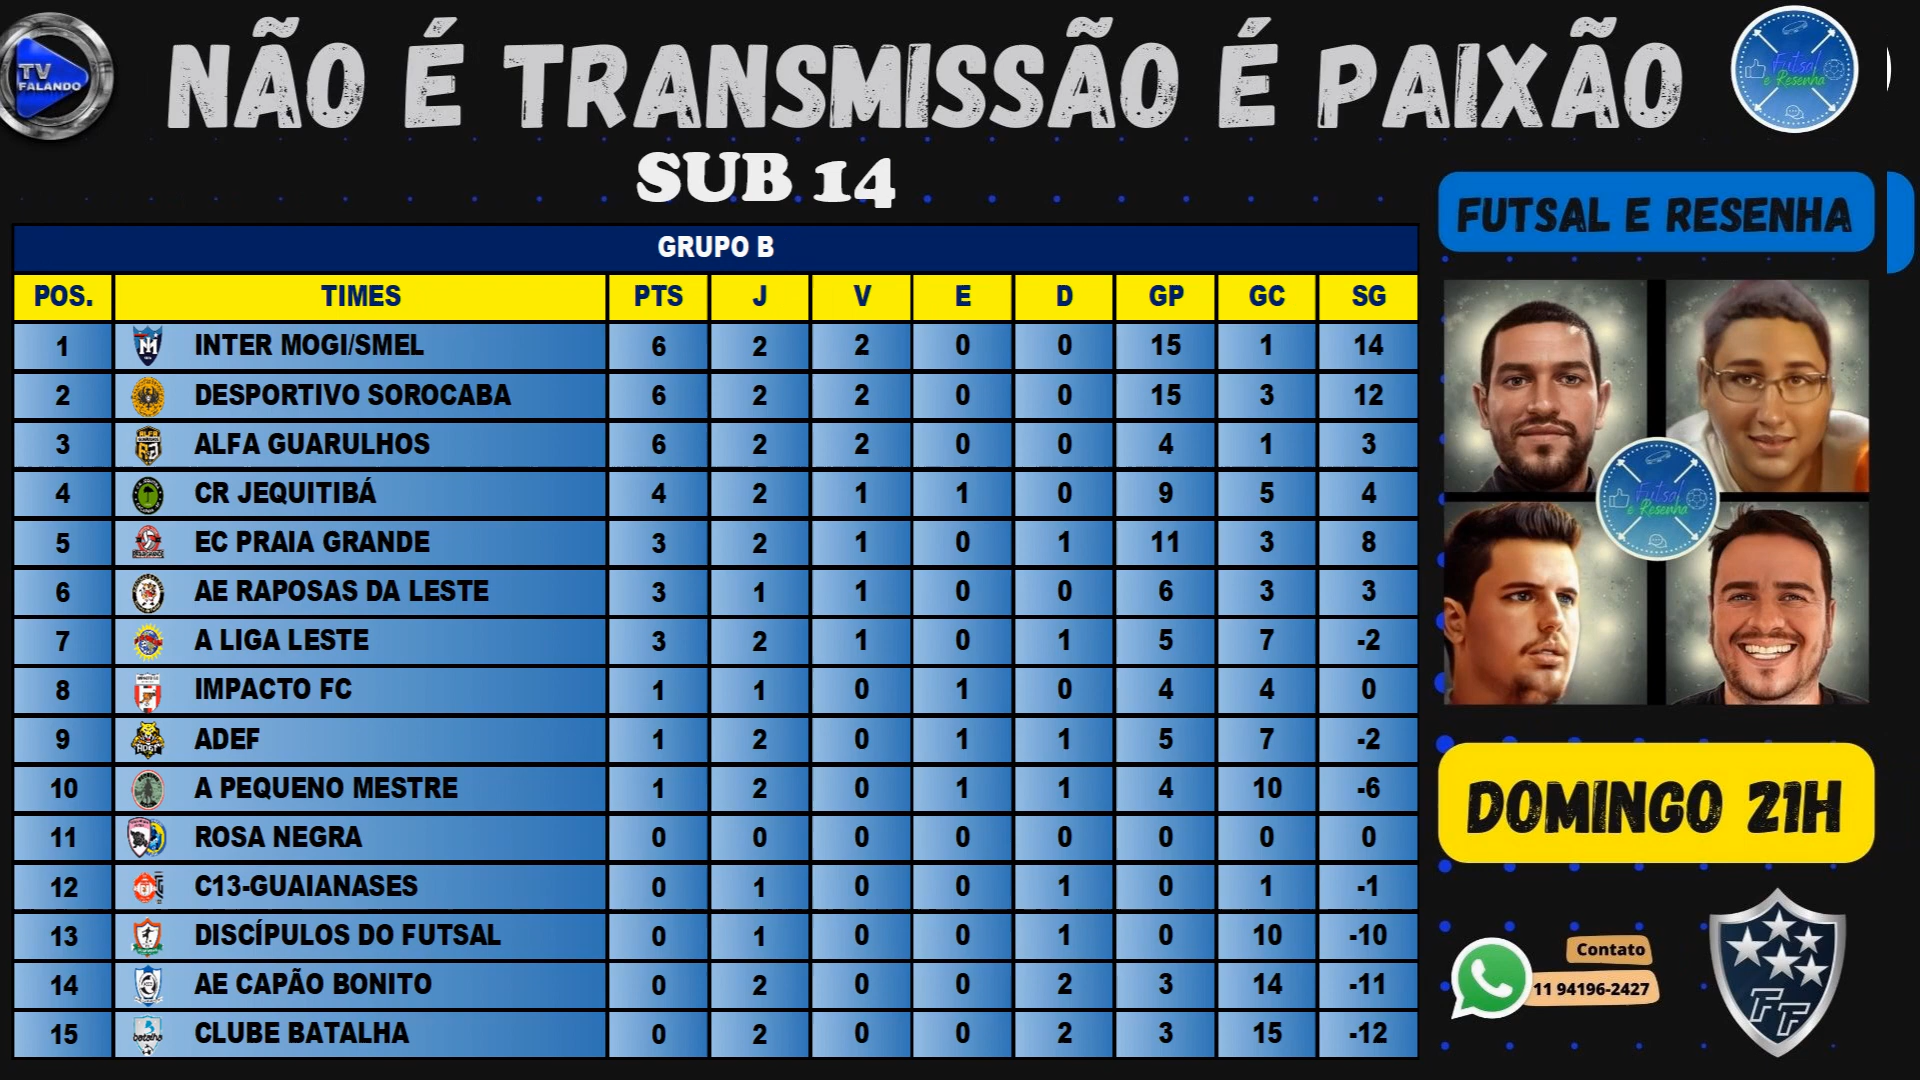 TV
FALANDO
NÃO É TRANSMISSÃO É PAIXÃO
Futsal
e Resenha
SUB 14
FUTSAL E RESENHA
GRUPO B
POS. TIMES PTS J V E D GP GC SG
1 INTER MOGI/SMEL 6 2 2 0 0 15 1 14
2 DESPORTIVO SOROCABA 6 2 2 0 0 15 3 12
3 ALFA GUARULHOS 6 2 2 0 0 4 1 3
4 CR JEQUITIBÁ 4 2 1 1 0 9 5 4
5 EC PRAIA GRANDE 3 2 1 0 1 11 3 8
6 AE RAPOSAS DA LESTE 3 1 1 0 0 6 3 3
7 A LIGA LESTE 3 2 1 0 1 5 7 -2
8 IMPACTO FC 1 1 0 1 0 4 4 0
9 ADEF 1 2 0 1 1 5 7 -2
10 A PEQUENO MESTRE 1 2 0 1 1 4 10 -6
11 ROSA NEGRA 0 0 0 0 0 0 0 0
12 C13-GUAIANASES 0 1 0 0 1 0 1 -1
13 DISCÍPULOS DO FUTSAL 0 1 0 0 1 0 10 -10
14 AE CAPÃO BONITO 0 2 0 0 2 3 14 -11
15 CLUBE BATALHA 0 2 0 0 2 3 15 -12
Futsal
e Resenha
DOMINGO 21H
Contato
11 94196-2427
FF